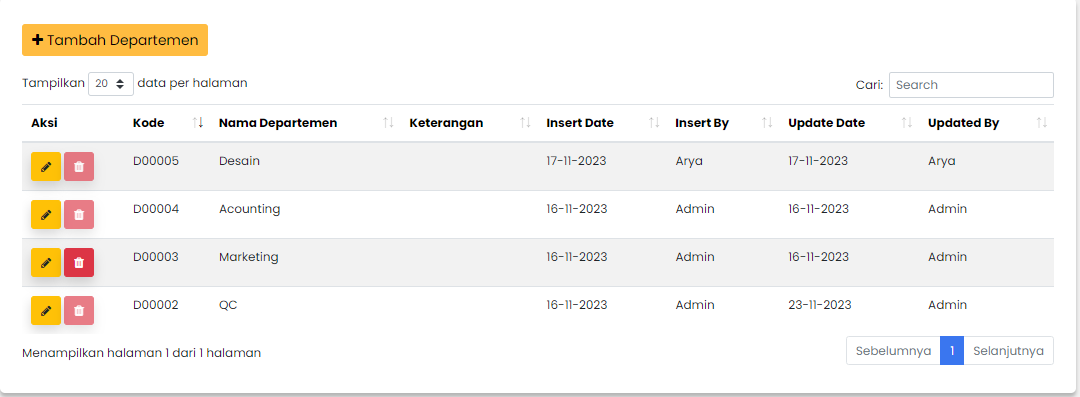 + Tambah Departemen
Tampilkan 20 data per halaman Cari: Search
Aksi Kode Nama Departemen Keterangan Insert Date Insert By Update Date Updated By
D00005 Desain 17-11-2023 Arya 17-11-2023 Arya
D00004 Acounting 16-11-2023 Admin 16-11-2023 Admin
D00003 Marketing 16-11-2023 Admin 16-11-2023 Admin
D00002 QC 16-11-2023 Admin 23-11-2023 Admin
Menampilkan halaman 1 dari 1 halaman Sebelumnya 1 Selanjutnya